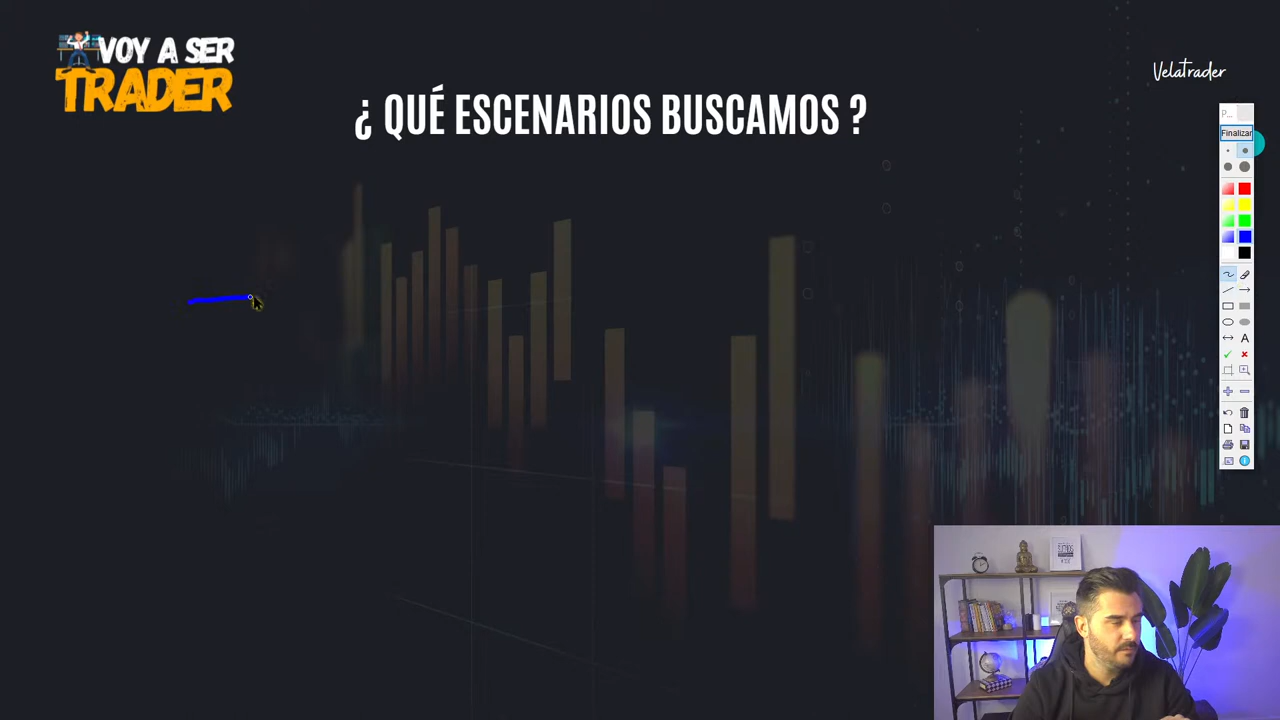 VOY A SER
TRADER
Velatrader
¿ QUÉ ESCENARIOS BUSCAMOS ?
P...
Finalizar
A